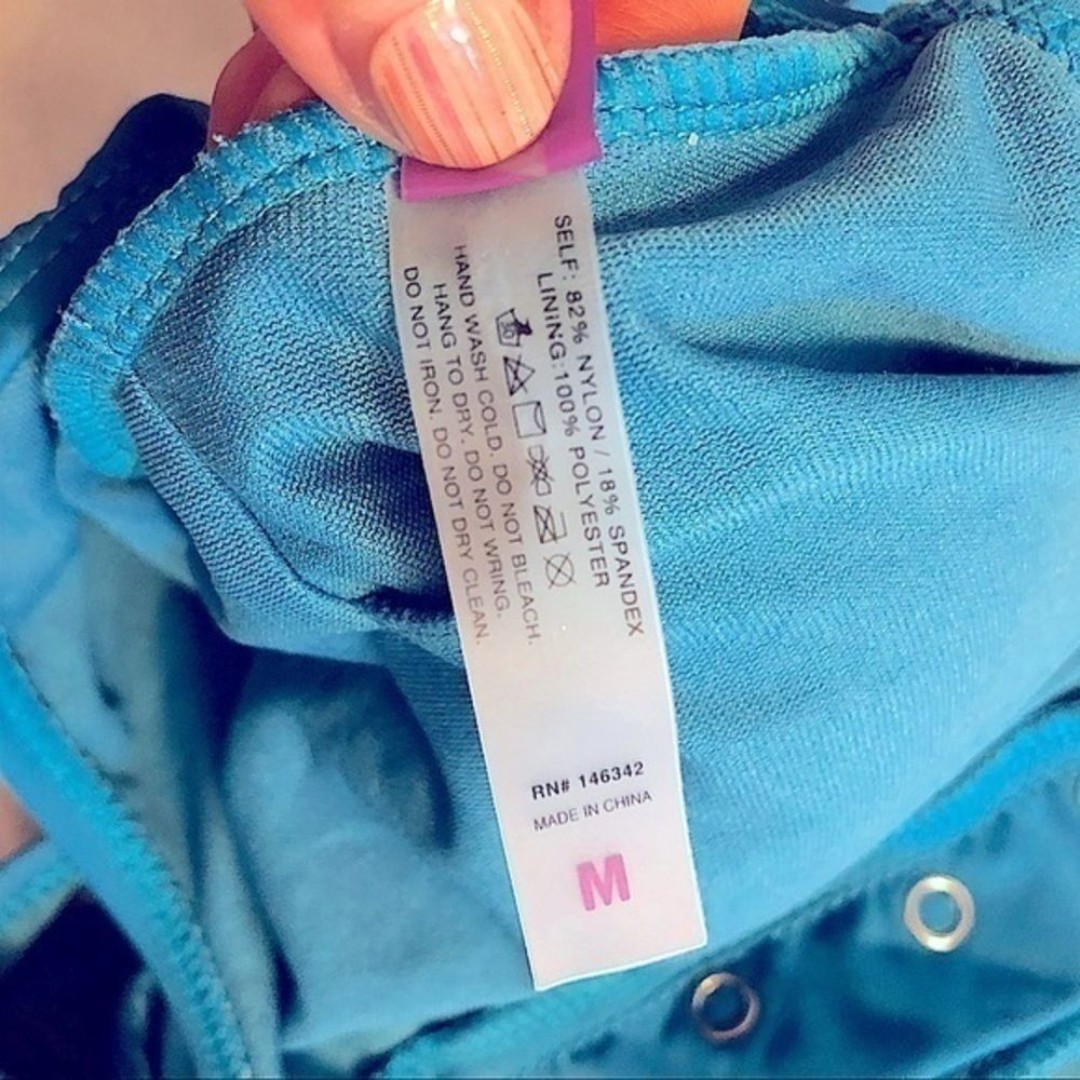 SELF: 82% NYLON / 18% SPANDEX
LINING:100% POLYESTER
HAND WASH COLD. DO NOT BLEACH.
HANG TO DRY. DO NOT WRING.
DO NOT IRON. DO NOT DRY CLEAN.
RN# 146342
MADE IN CHINA
M